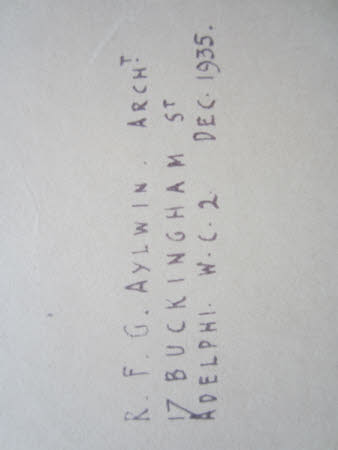 R. F. G. AYLWIN. ARCHT.
17 BUCKINGHAM ST
ADELPHI. W.C.2. DEC. 1935.